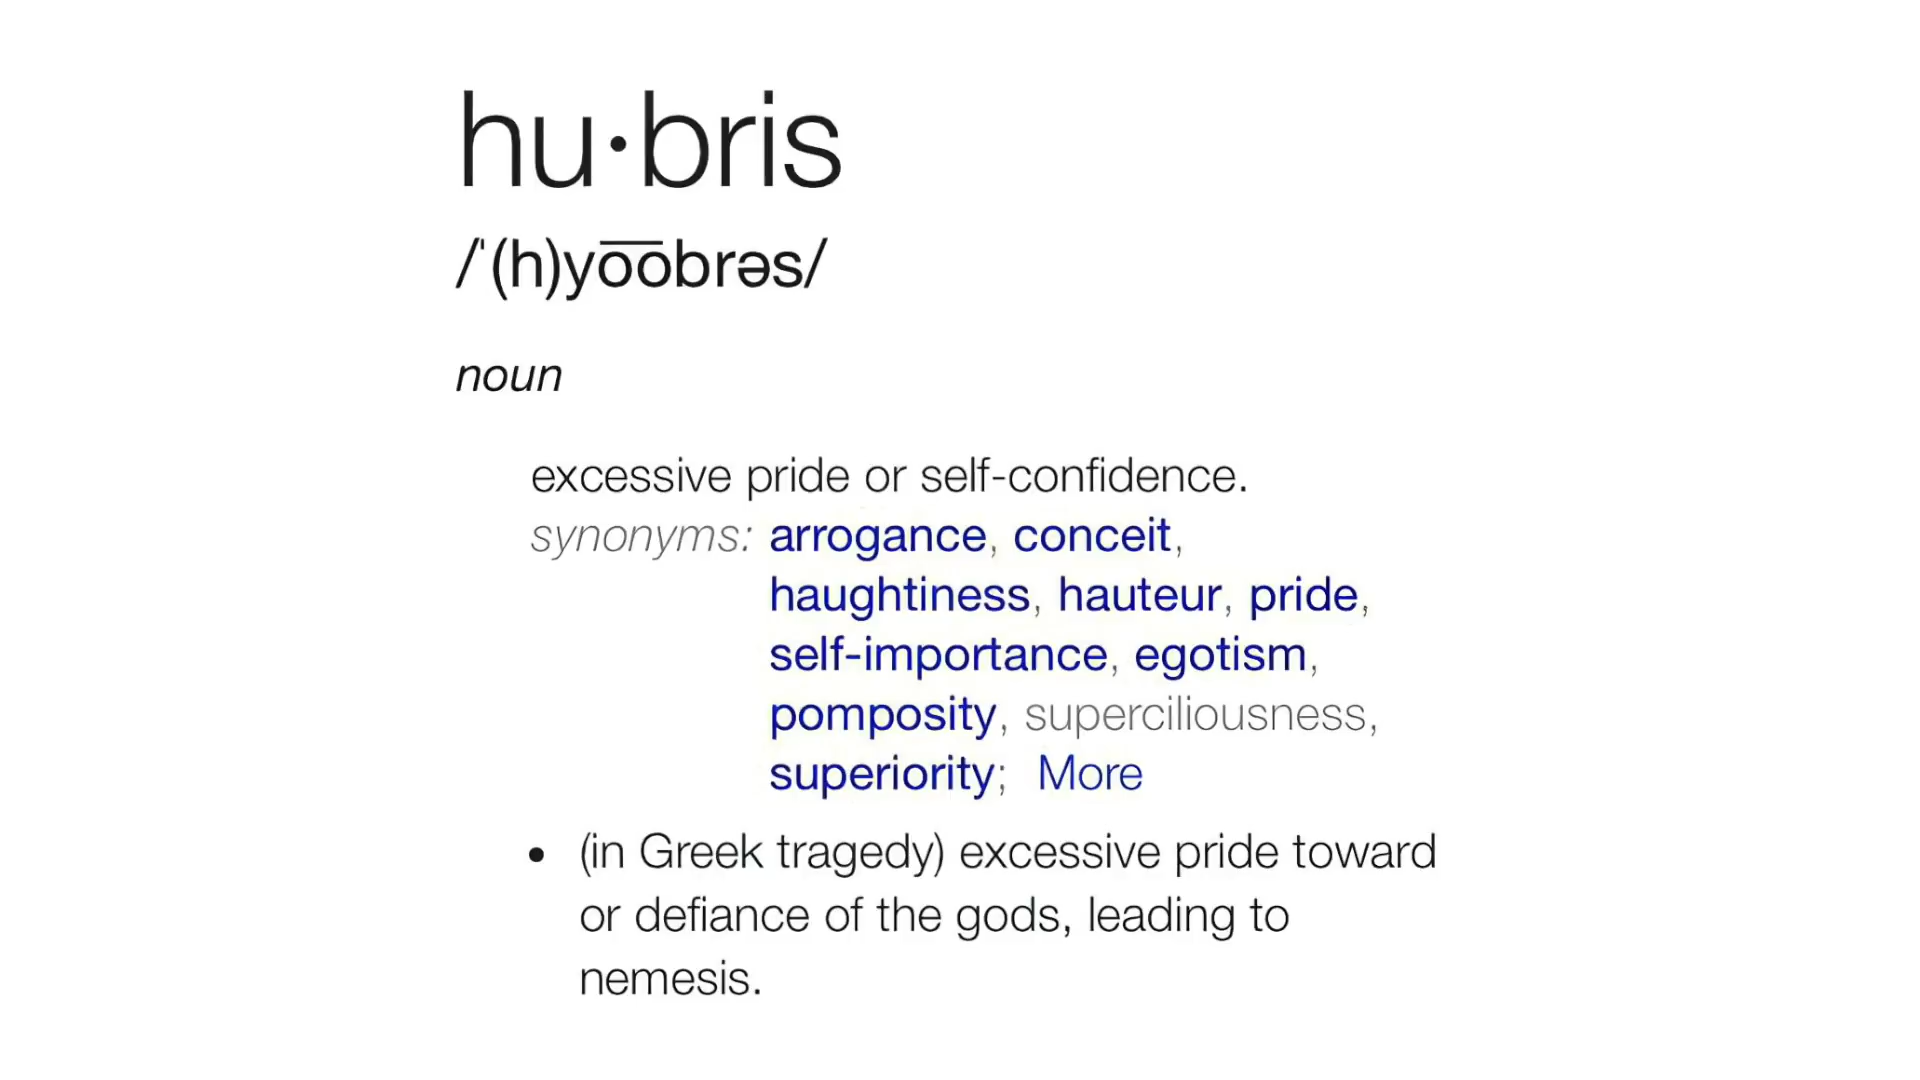 hu·bris
/ˈ(h)yo͞obrəs/
noun
excessive pride or self-confidence.
synonyms: arrogance, conceit,
haughtiness, hauteur, pride,
self-importance, egotism,
pomposity, superciliousness,
superiority; More
• (in Greek tragedy) excessive pride toward
or defiance of the gods, leading to
nemesis.